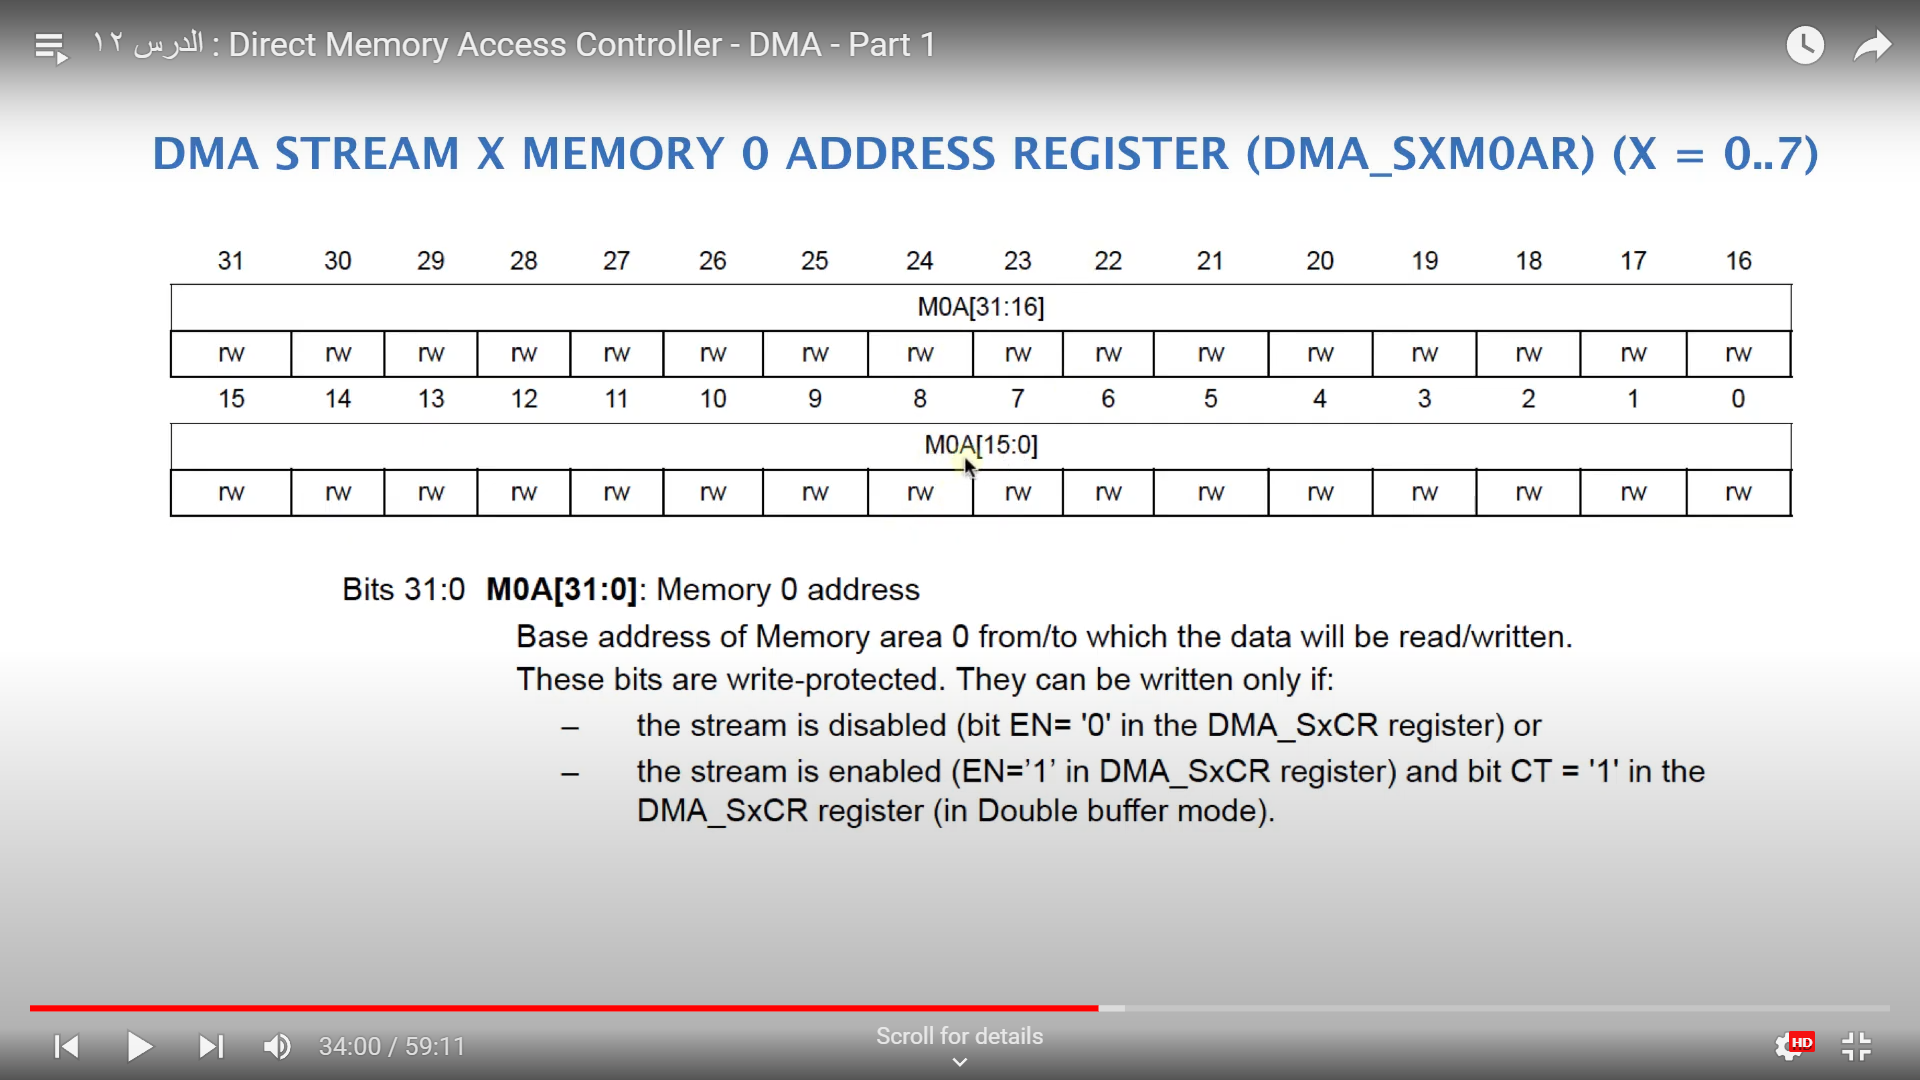 الدرس ١٢ : Direct Memory Access Controller - DMA - Part 1
DMA STREAM X MEMORY 0 ADDRESS REGISTER (DMA_SXM0AR) (X = 0..7)
31 30 29 28 27 26 25 24 23 22 21 20 19 18 17 16
M0A[31:16]
rw rw rw rw rw rw rw rw rw rw rw rw rw rw rw rw
15 14 13 12 11 10 9 8 7 6 5 4 3 2 1 0
M0A[15:0]
rw rw rw rw rw rw rw rw rw rw rw rw rw rw rw rw
Bits 31:0 M0A[31:0]: Memory 0 address
Base address of Memory area 0 from/to which the data will be read/written.
These bits are write-protected. They can be written only if:
– the stream is disabled (bit EN= '0' in the DMA_SxCR register) or
– the stream is enabled (EN=’1’ in DMA_SxCR register) and bit CT = '1' in the
DMA_SxCR register (in Double buffer mode).
Scroll for details
34:00 / 59:11
HD